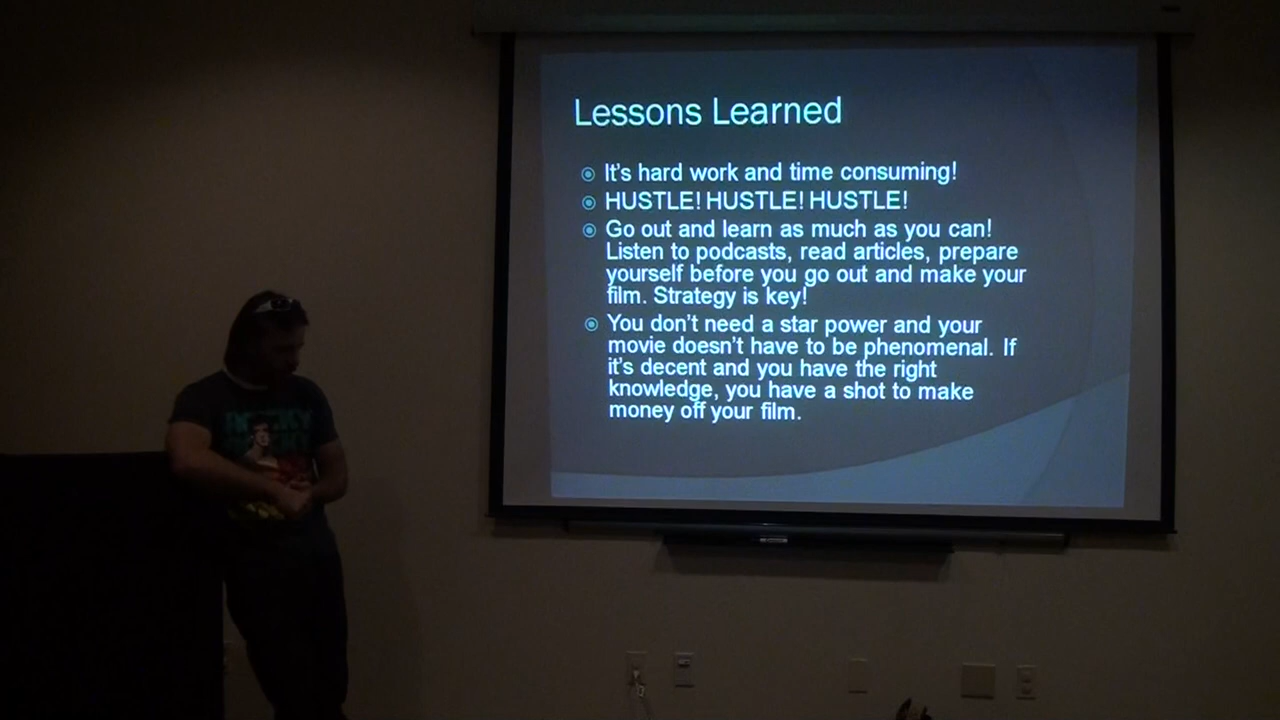 Lessons Learned
It's hard work and time consuming!
HUSTLE! HUSTLE! HUSTLE!
Go out and learn as much as you can!
Listen to podcasts, read articles, prepare
yourself before you go out and make your
film. Strategy is key!
You don't need a star power and your
movie doesn't have to be phenomenal. If
it's decent and you have the right
knowledge, you have a shot to make
money off your film.